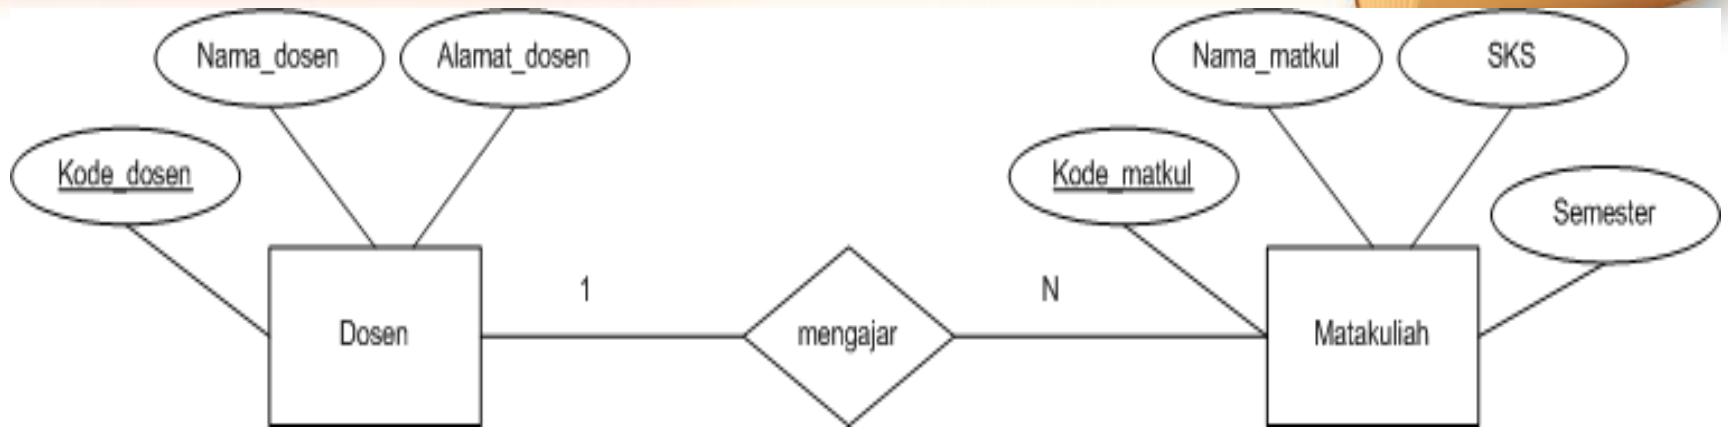 Nama_dosen
Alamat_dosen
Nama_matkul
SKS
Kode_dosen
Kode_matkul
Semester
1
N
Dosen
mengajar
Matakuliah